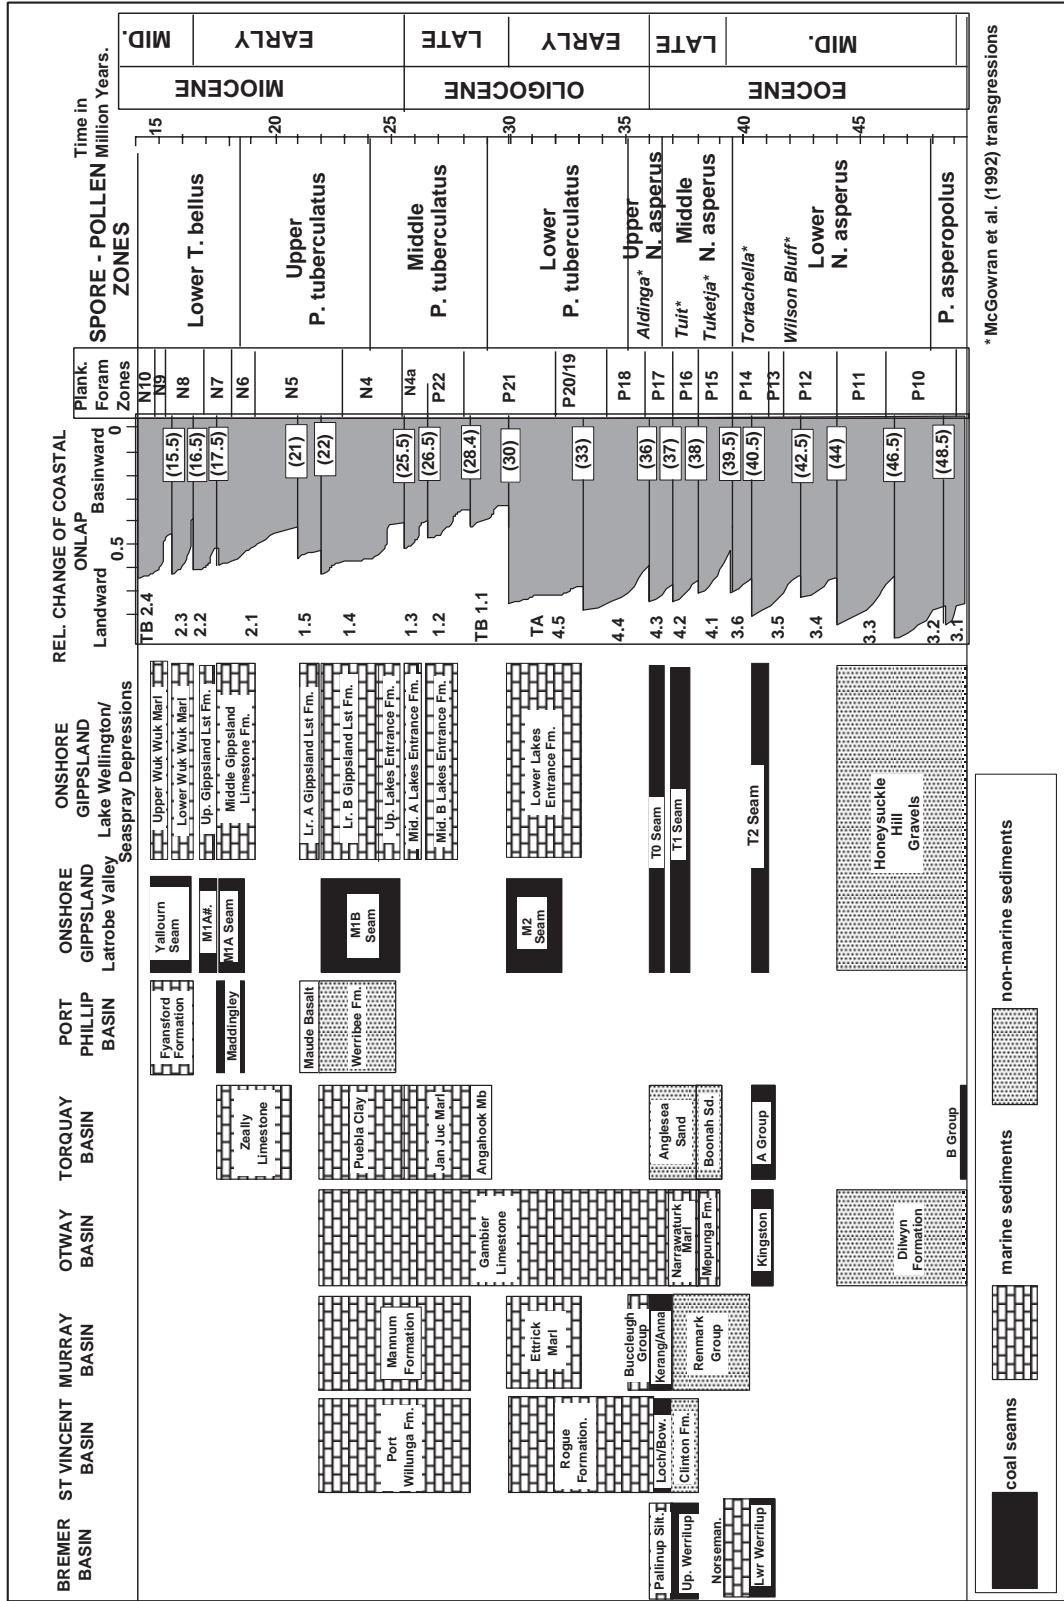 Time in
Million Years.
15
20
25
30
35
40
45
MID.
EARLY
LATE
EARLY
LATE
MID.
MIOCENE
OLIGOCENE
EOCENE
SPORE - POLLEN
ZONES
Lower T. bellus
Upper
P. tuberculatus
Middle
P. tuberculatus
Lower
P. tuberculatus
Upper
N. asperus
Aldinga*
Middle
N. asperus
Tuit*
Tuketja*
Tortachella*
Wilson Bluff*
Lower
N. asperus
P. asperopolus
Plank.
Foram
Zones
N10
N9
N8
N7
N6
N5
N4
N4a
P22
P21
P20/19
P18
P17
P16
P15
P14
P13
P12
P11
P10
REL. CHANGE OF COASTAL
ONLAP
Landward
Basinward
0.5
0
(15.5)
(16.5)
(17.5)
(21)
(22)
(25.5)
(26.5)
(28.4)
(30)
(33)
(36)
(37)
(38)
(39.5)
(40.5)
(42.5)
(44)
(46.5)
(48.5)
TB 2.4
2.3
2.2
2.1
1.5
1.4
1.3
1.2
TB 1.1
TA
4.5
4.4
4.3
4.2
4.1
3.6
3.5
3.4
3.3
3.2
3.1
ONSHORE
GIPPSLAND
Lake Wellington/
Seaspray Depressions
Upper Wuk Wuk Marl
Lower Wuk Wuk Marl
Up. Gippsland Lst Fm.
Middle Gippsland
Limestone Fm.
Lr. A Gippsland Lst Fm.
Lr. B Gippsland Lst Fm.
Up. Lakes Entrance Fm.
Mid. A Lakes Entrance Fm.
Mid. B Lakes Entrance Fm.
Lower Lakes
Entrance Fm.
T0 Seam
T1 Seam
T2 Seam
Honeysuckle
Hill
Gravels
ONSHORE
GIPPSLAND
Latrobe Valley
Yallourn
Seam
M1A#.
M1A Seam
M1B
Seam
M2
Seam
PORT
PHILLIP
BASIN
Fyansford
Formation
Maddingley
Maude Basalt
Werribee Fm.
TORQUAY
BASIN
Zeally
Limestone
Puebla Clay
Jan Juc Marl
Angahook Mb
Anglesea
Sand
Boonah Sd.
A Group
B Group
OTWAY
BASIN
Gambier
Limestone
Narrawaturk
Marl
Mepunga Fm.
Kingston
Dilwyn
Formation
MURRAY
BASIN
Mannum
Formation
Ettrick
Marl
Buccleugh
Group
Kerang/Anna
Renmark
Group
ST VINCENT
BASIN
Port
Willunga Fm.
Rogue
Formation.
Loch/Bow.
Clinton Fm.
BREMER
BASIN
Pallinup Silt.
Up. Werrilup
Norseman.
Lwr Werrilup
coal seams
marine sediments
non-marine sediments
*McGowran et al. (1992) transgressions